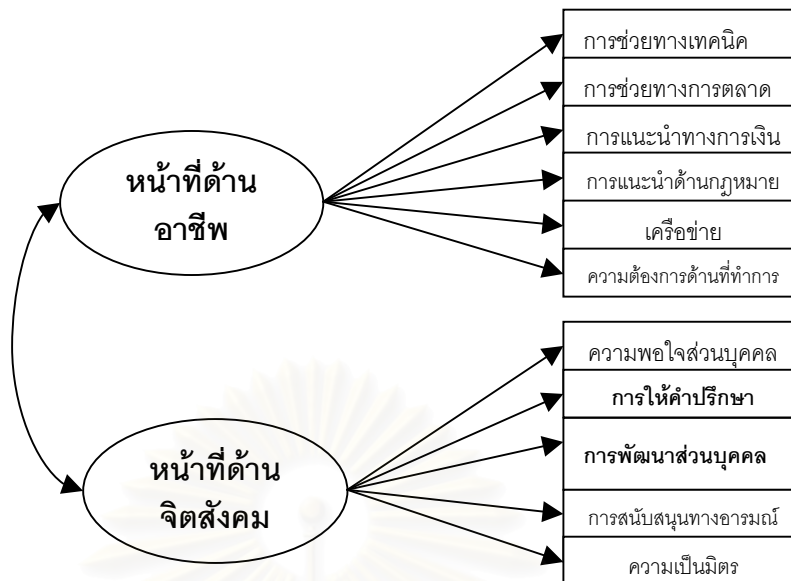 การช่วยทางเทคนิค
การช่วยทางการตลาด
การแนะนำทางการเงิน
การแนะนำด้านกฎหมาย
เครือข่าย
ความต้องการด้านที่ทำการ
หน้าที่ด้าน
อาชีพ
ความพอใจส่วนบุคคล
การให้คำปรึกษา
การพัฒนาส่วนบุคคล
การสนับสนุนทางอารมณ์
ความเป็นมิตร
หน้าที่ด้าน
จิตสังคม